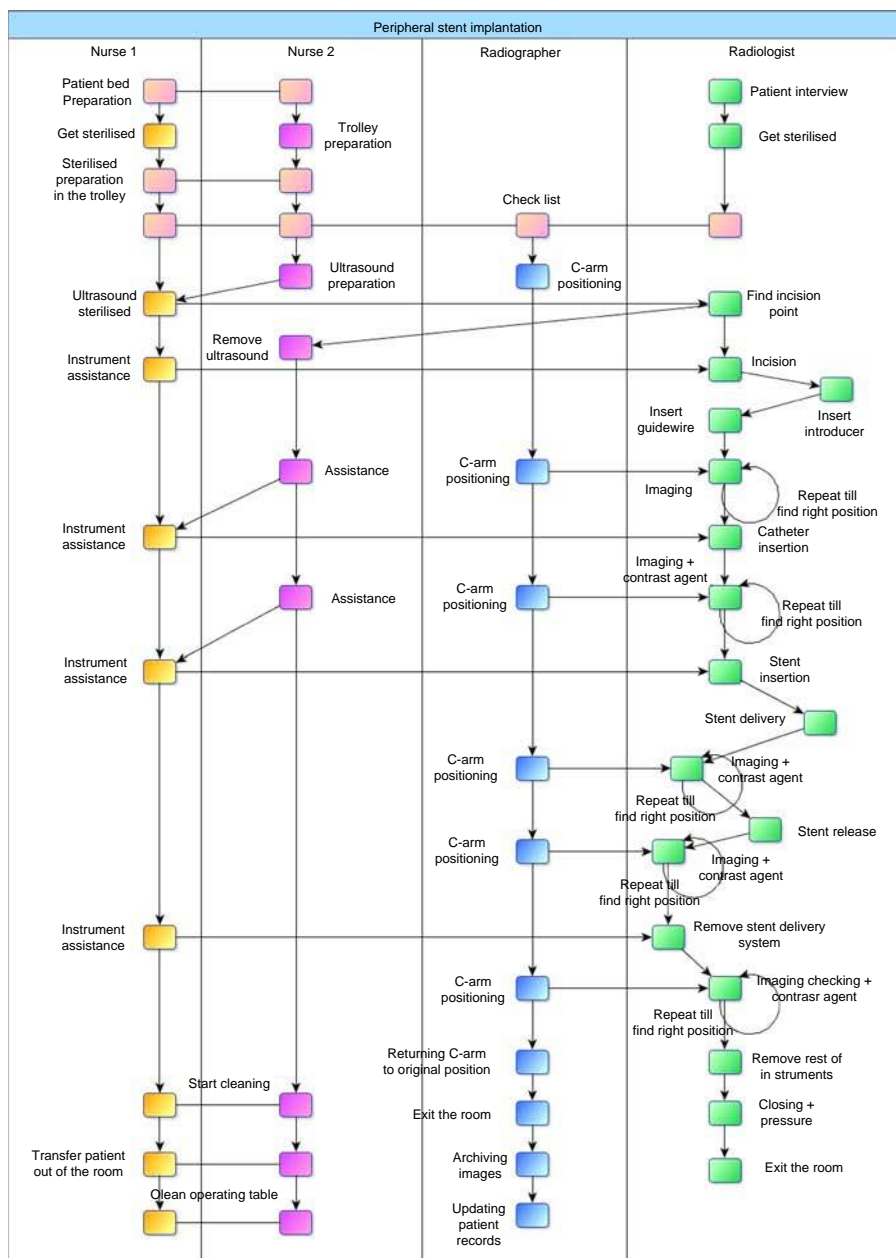 Peripheral stent implantation
Nurse 1
Nurse 2
Radiographer
Radiologist
Patient bed
Preparation
Patient interview
Get sterilised
Trolley
preparation
Get sterilised
Sterilised
preparation
in the trolley
Check list
Ultrasound
preparation
C-arm
positioning
Ultrasound
sterilised
Find incision
point
Remove
ultrasound
Instrument
assistance
Incision
Insert
introducer
Insert
guidewire
Assistance
C-arm
positioning
Imaging
Repeat till
find right position
Instrument
assistance
Catheter
insertion
Imaging +
contrast agent
Assistance
C-arm
positioning
Repeat till
find right position
Instrument
assistance
Stent
insertion
Stent delivery
C-arm
positioning
Imaging +
contrast agent
Repeat till
find right position
Stent release
C-arm
positioning
Imaging +
contrast agent
Repeat till
find right position
Instrument
assistance
Remove stent delivery
system
C-arm
positioning
Imaging checking +
contrasr agent
Repeat till
find right position
Returning C-arm
to original position
Remove rest of
in struments
Start cleaning
Exit the room
Closing +
pressure
Transfer patient
out of the room
Archiving
images
Exit the room
Olean operating table
Updating
patient
records